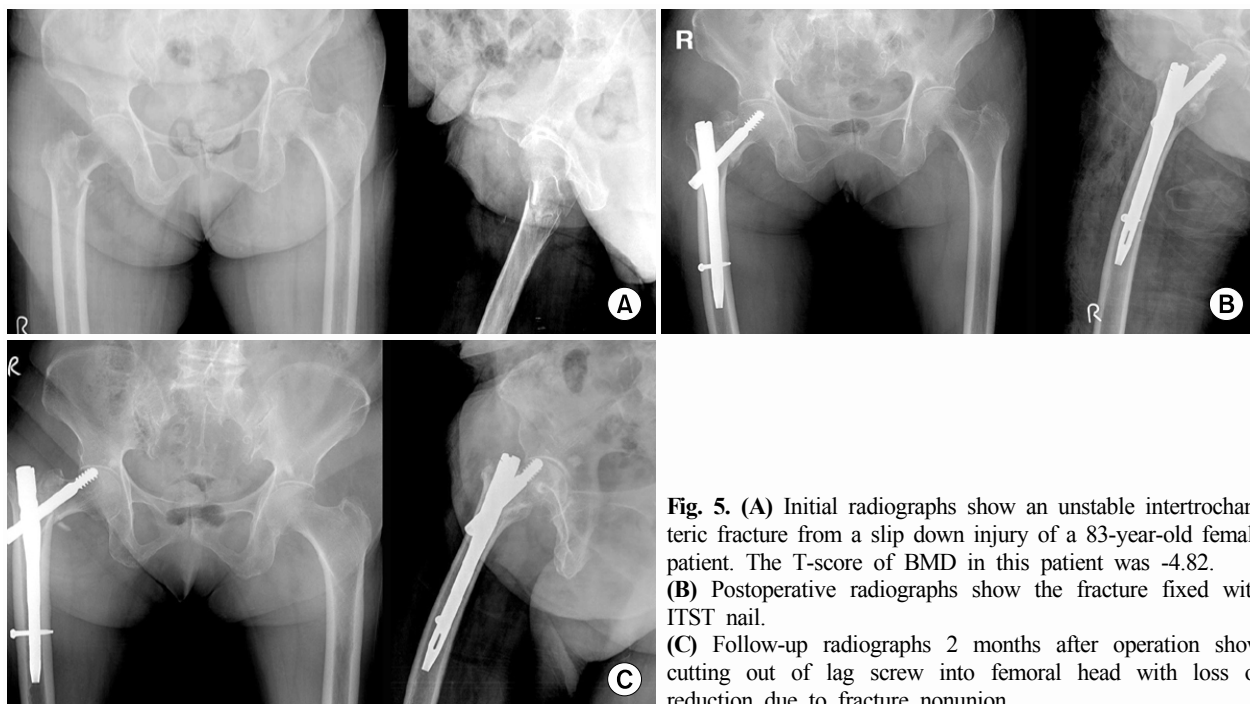 R
A
R
R
B
R
C
Fig. 5. (A) Initial radiographs show an unstable intertrochan
teric fracture from a slip down injury of a 83-year-old femal
patient. The T-score of BMD in this patient was -4.82.
(B) Postoperative radiographs show the fracture fixed wit
ITST nail.
(C) Follow-up radiographs 2 months after operation show
cutting out of lag screw into femoral head with loss o
reduction due to fracture nonunion